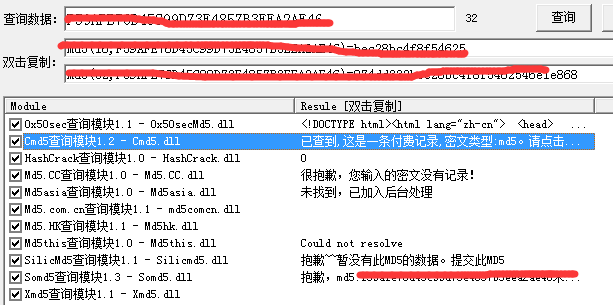 查询数据: 32 查询
双击复制:
Module Resule [双击复制]
0x50sec查询模块1.1 - 0x50secMd5.dll <!DOCTYPE html><html lang="zh-cn"> <head> ...
Cmd5查询模块1.2 - Cmd5.dll 已查到,这是一条付费记录,密文类型:md5。请点击...
HashCrack查询模块1.0 - HashCrack.dll 0
Md5.CC查询模块1.0 - Md5.CC.dll 很抱歉，您输入的密文没有记录！
Md5asia查询模块1.0 - Md5asia.dll 未找到，已加入后台处理
Md5.com.cn查询模块1.1 - md5comcn.dll
Md5.HK查询模块1.1 - Md5hk.dll
Md5this查询模块1.0 - Md5this.dll Could not resolve
SilicMd5查询模块1.1 - Silicmd5.dll 抱歉^^暂没有此MD5的数据。提交此MD5
Somd5查询模块1.3 - Somd5.dll 抱歉，md5.
Xmd5查询模块1.1 - Xmd5.dll